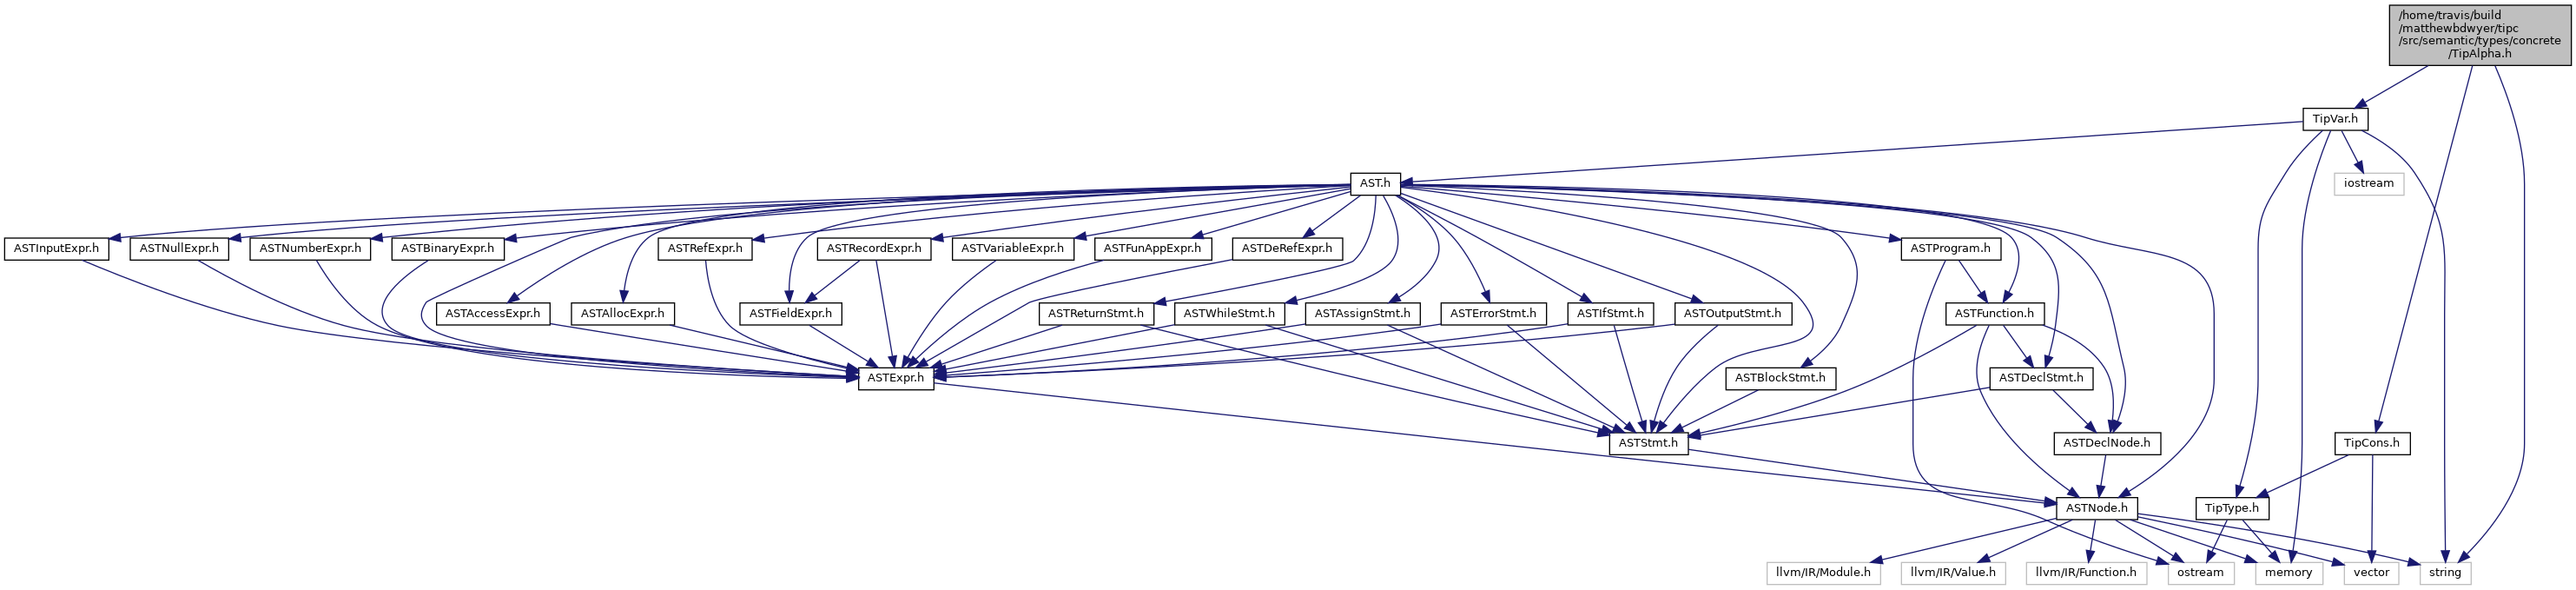 /home/travis/build
/matthewbdwyer/tipc
/src/semantic/types/concrete
/TipAlpha.h
TipVar.h
AST.h
iostream
ASTInputExpr.h
ASTNullExpr.h
ASTNumberExpr.h
ASTBinaryExpr.h
ASTRefExpr.h
ASTRecordExpr.h
ASTVariableExpr.h
ASTFunAppExpr.h
ASTDeRefExpr.h
ASTProgram.h
ASTAccessExpr.h
ASTAllocExpr.h
ASTFieldExpr.h
ASTReturnStmt.h
ASTWhileStmt.h
ASTAssignStmt.h
ASTErrorStmt.h
ASTIfStmt.h
ASTOutputStmt.h
ASTFunction.h
ASTExpr.h
ASTBlockStmt.h
ASTDeclStmt.h
ASTStmt.h
ASTDeclNode.h
TipCons.h
ASTNode.h
TipType.h
llvm/IR/Module.h
llvm/IR/Value.h
llvm/IR/Function.h
ostream
memory
vector
string